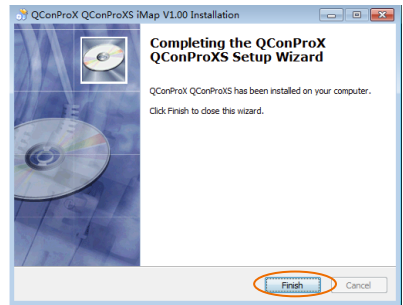 QConProX QConProXS iMap V1.00 Installation
Completing the QConProX
QConProXS Setup Wizard
QConProX QConProXS has been installed on your computer.
Click Finish to close this wizard.
Finish
Cancel